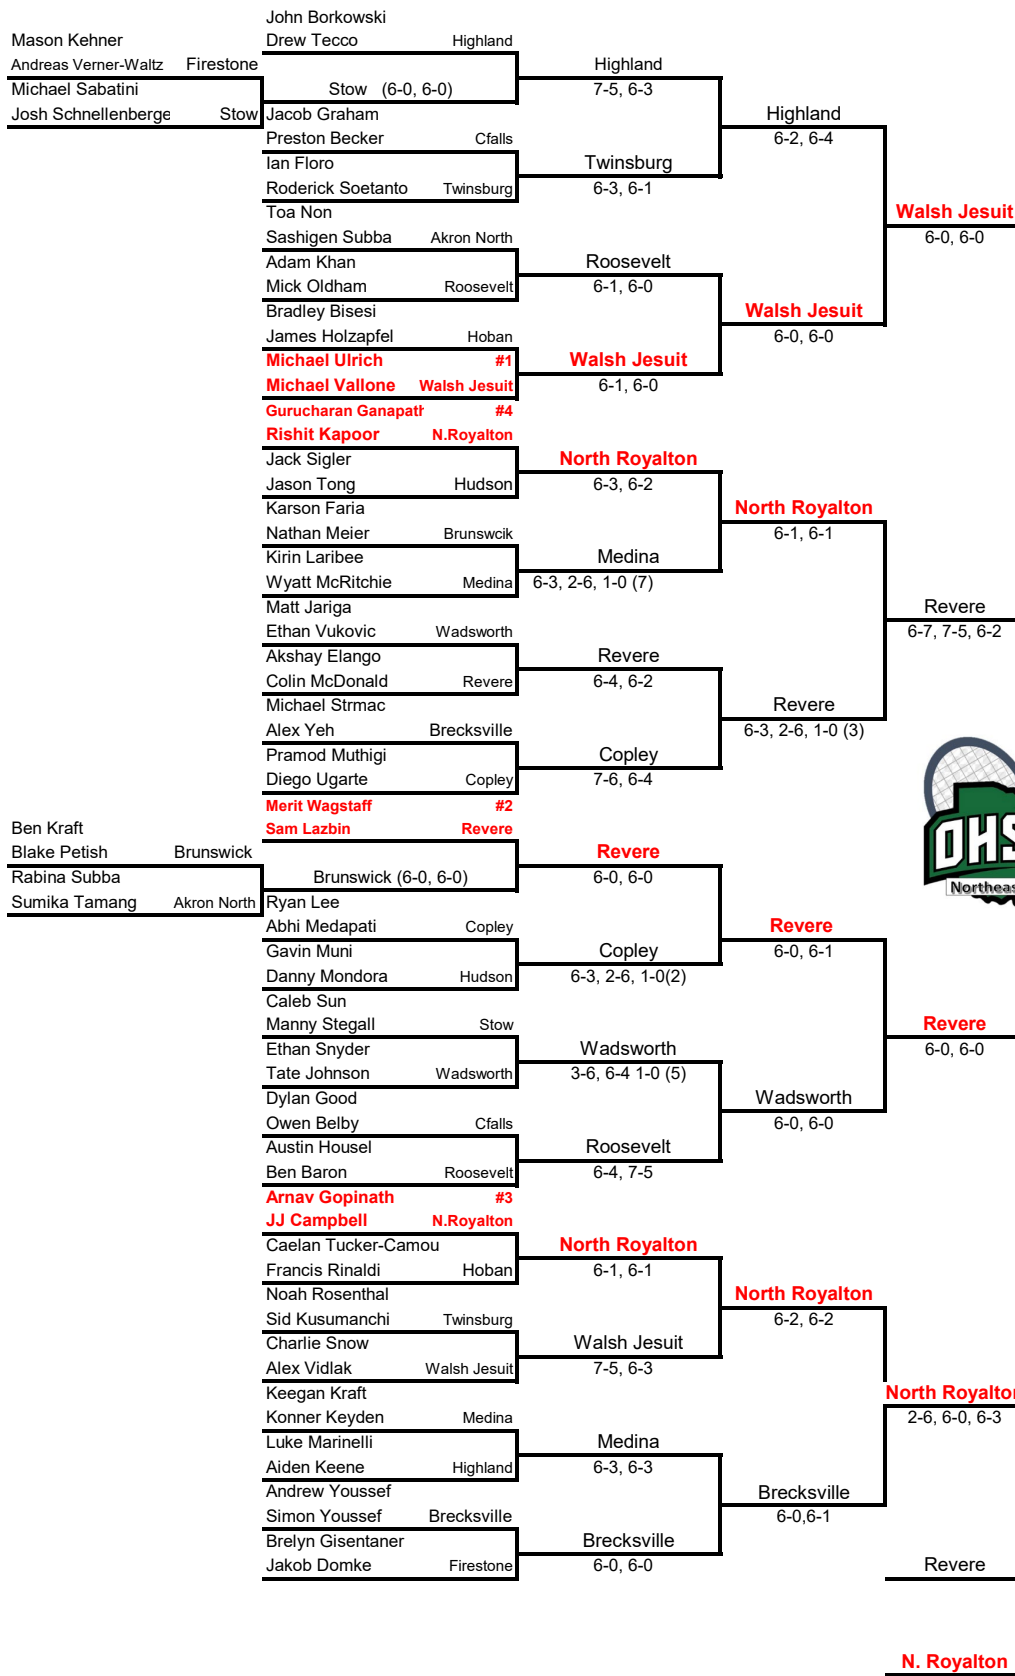 John Borkowski
Mason Kehner
Drew Tecco Highland
Andreas Verner-Waltz Firestone
Highland
Michael Sabatini
Stow (6-0, 6-0)
7-5, 6-3
Josh Schnellenberge Stow
Jacob Graham
Highland
Preston Becker Cfalls
6-2, 6-4
Ian Floro
Twinsburg
Roderick Soetanto Twinsburg
6-3, 6-1
Toa Non
Walsh Jesuit
Sashigen Subba Akron North
6-0, 6-0
Adam Khan
Roosevelt
Mick Oldham Roosevelt
6-1, 6-0
Bradley Bisesi
Walsh Jesuit
James Holzapfel Hoban
6-0, 6-0
Michael Ulrich #1
Walsh Jesuit
Michael Vallone Walsh Jesuit
6-1, 6-0
Gurucharan Ganapath #4
Rishit Kapoor N.Royalton
Jack Sigler
North Royalton
Jason Tong Hudson
6-3, 6-2
Karson Faria
North Royalton
Nathan Meier Brunswcik
6-1, 6-1
Kirin Laribee
Medina
Wyatt McRitchie Medina
6-3, 2-6, 1-0 (7)
Matt Jariga
Revere
Ethan Vukovic Wadsworth
6-7, 7-5, 6-2
Akshay Elango
Revere
Colin McDonald Revere
6-4, 6-2
Michael Strmac
Revere
Alex Yeh Brecksville
6-3, 2-6, 1-0 (3)
Pramod Muthigi
Copley
Diego Ugarte Copley
7-6, 6-4
Merit Wagstaff #2
Ben Kraft
Sam Lazbin Revere
OHS
Blake Petish Brunswick
Revere
Rabina Subba
Brunswick (6-0, 6-0)
6-0, 6-0
Northeas
Sumika Tamang Akron North
Ryan Lee
Abhi Medapati Copley
Revere
Gavin Muni
Copley
6-0, 6-1
Danny Mondora Hudson
6-3, 2-6, 1-0(2)
Caleb Sun
Manny Stegall Stow
Revere
Ethan Snyder
Wadsworth
6-0, 6-0
Tate Johnson Wadsworth
3-6, 6-4 1-0 (5)
Dylan Good
Wadsworth
Owen Belby Cfalls
6-0, 6-0
Austin Housel
Roosevelt
Ben Baron Roosevelt
6-4, 7-5
Arnav Gopinath #3
JJ Campbell N.Royalton
Caelan Tucker-Camou
North Royalton
Francis Rinaldi Hoban
6-1, 6-1
Noah Rosenthal
North Royalton
Sid Kusumanchi Twinsburg
6-2, 6-2
Charlie Snow
Walsh Jesuit
Alex Vidlak Walsh Jesuit
7-5, 6-3
Keegan Kraft
North Royalton
Konner Keyden Medina
2-6, 6-0, 6-3
Luke Marinelli
Medina
Aiden Keene Highland
6-3, 6-3
Andrew Youssef
Brecksville
Simon Youssef Brecksville
6-0,6-1
Brelyn Gisentaner
Brecksville
Jakob Domke Firestone
6-0, 6-0
Revere
N. Royalton